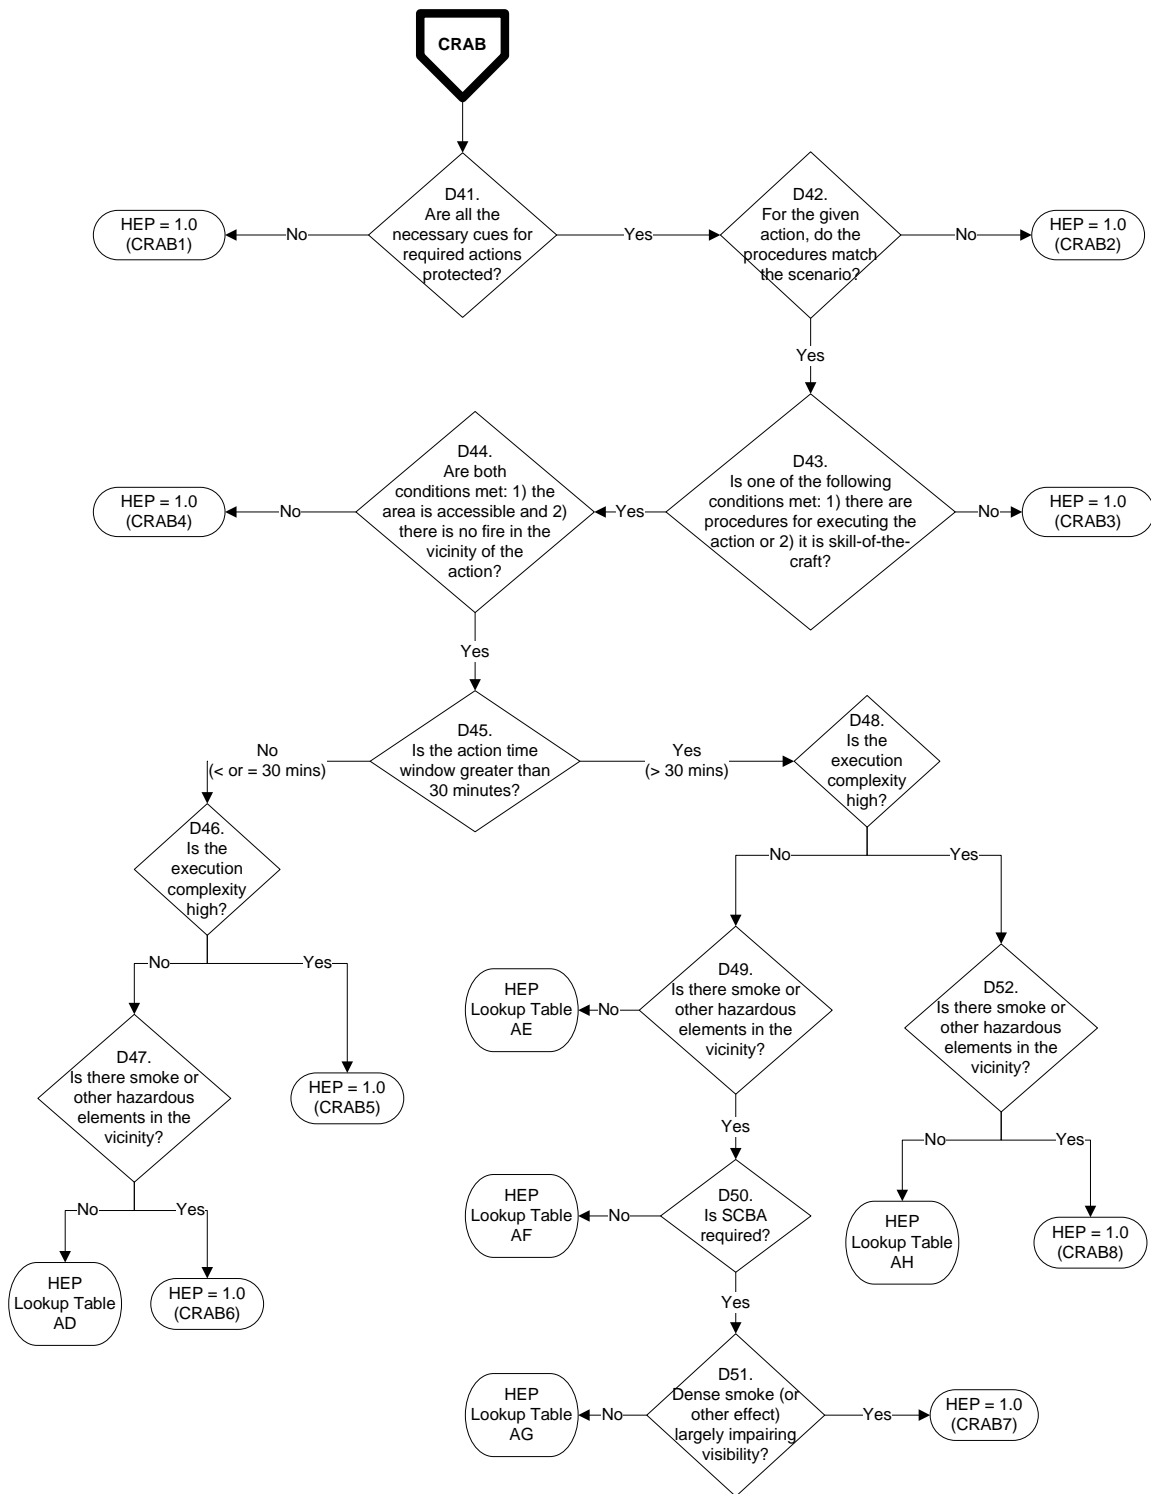 CRAB
D41.
Are all the
necessary cues for
required actions
protected?
HEP = 1.0
(CRAB1)
No
Yes
D42.
For the given
action, do the
procedures match
the scenario?
No
HEP = 1.0
(CRAB2)
Yes
D43.
Is one of the following
conditions met: 1) there are
procedures for executing the
action or 2) it is skill-of-the-
craft?
No
HEP = 1.0
(CRAB3)
Yes
D44.
Are both
conditions met: 1) the
area is accessible and 2)
there is no fire in the
vicinity of the
action?
No
HEP = 1.0
(CRAB4)
Yes
D45.
Is the action time
window greater than
30 minutes?
No
(< or = 30 mins)
Yes
(> 30 mins)
D46.
Is the
execution
complexity
high?
No
Yes
HEP = 1.0
(CRAB5)
D47.
Is there smoke or
other hazardous
elements in the
vicinity?
No
Yes
HEP
Lookup Table
AD
HEP = 1.0
(CRAB6)
D48.
Is the
execution
complexity
high?
No
Yes
D49.
Is there smoke or
other hazardous
elements in the
vicinity?
No
HEP
Lookup Table
AE
Yes
D50.
Is SCBA
required?
No
HEP
Lookup Table
AF
Yes
D51.
Dense smoke (or
other effect)
largely impairing
visibility?
No
HEP
Lookup Table
AG
Yes
HEP = 1.0
(CRAB7)
D52.
Is there smoke or
other hazardous
elements in the
vicinity?
No
Yes
HEP
Lookup Table
AH
HEP = 1.0
(CRAB8)